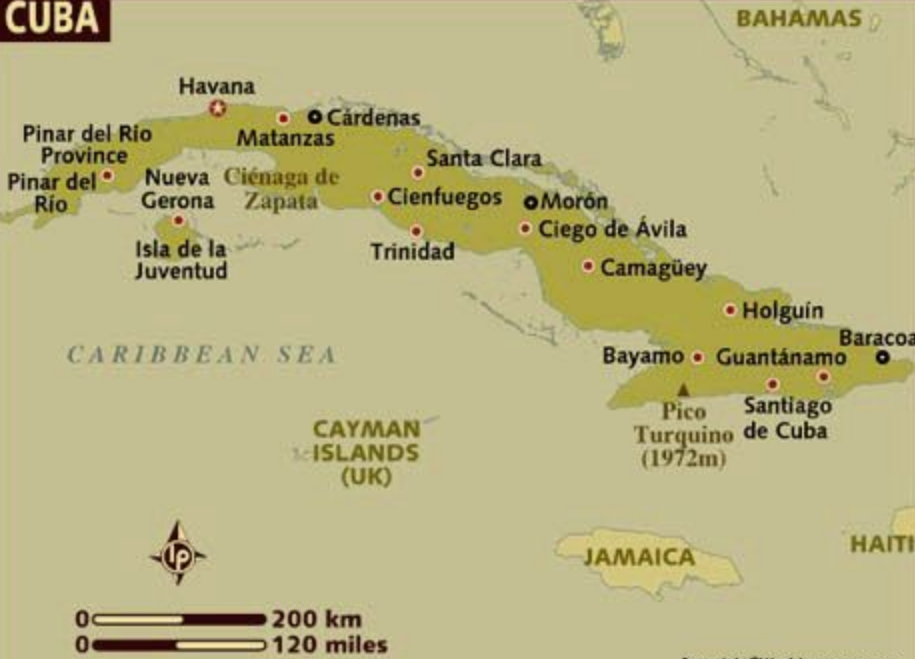 CUBA
BAHAMAS
Havana
Cárdenas
Matanzas
Pinar del Río
Province
Pinar del
Río
Nueva
Gerona
Ciénaga de
Zapata
Santa Clara
Cienfuegos
Morón
Ciego de Ávila
Trinidad
Isla de la
Juventud
Camagüey
Holguín
CARIBBEAN SEA
Baracoa
Bayamo
Guantánamo
Pico
Turquino
(1972m)
Santiago
de Cuba
CAYMAN
ISLANDS
(UK)
JAMAICA
HAITI
lp
0 200 km
0 120 miles